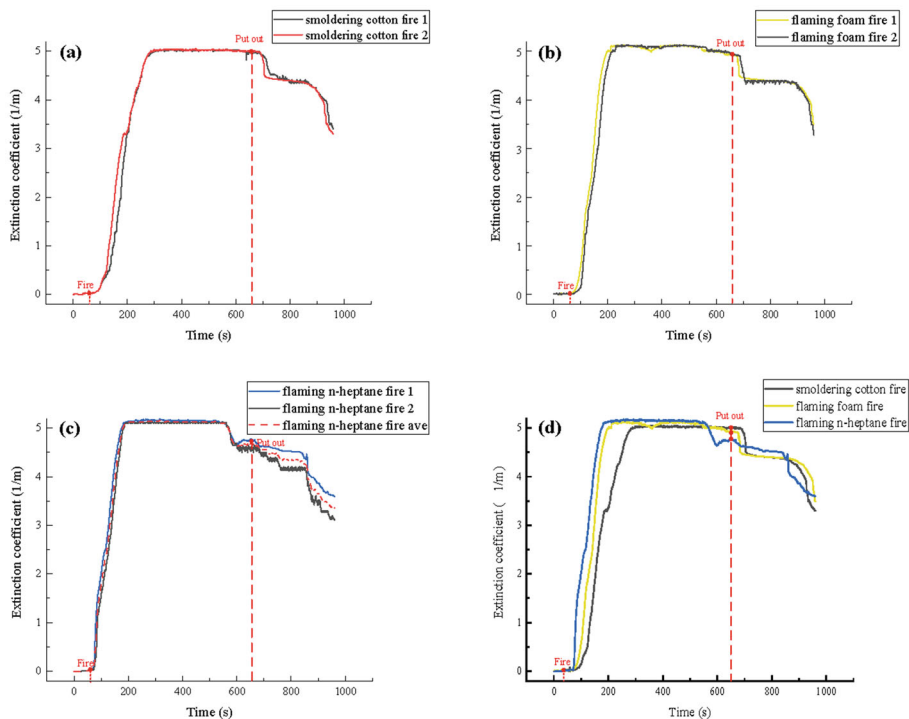 smoldering cotton fire 1
smoldering cotton fire 2
(a)
Put out
5
4
3
2
1
0
Fire
0 200 400 600 800 1000
Extinction coefficient (1/m)
Time (s)
flaming foam fire 1
flaming foam fire 2
(b)
Put out
5
4
3
2
1
0
Fire
0 200 400 600 800 1000
Extinction coefficient (1/m)
Time (s)
flaming n-heptane fire 1
flaming n-heptane fire 2
flaming n-heptane fire ave
(c)
Put out
5
4
3
2
1
0
Fire
0 200 400 600 800 1000
Extinction coefficient (1/m)
Time (s)
smoldering cotton fire
flaming foam fire
flaming n-heptane fire
(d)
Put out
5
4
3
2
1
0
Fire
0 200 400 600 800 1000
Extinction coefficient ( 1/m)
Time (s)